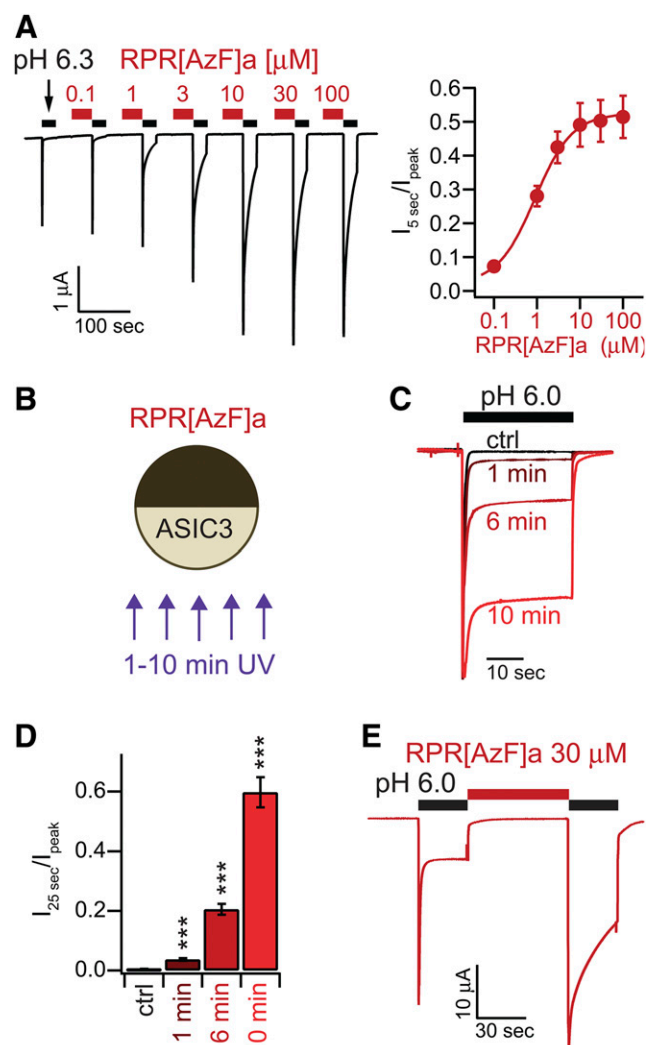 A
pH 6.3 RPR[AzF]a [μM]
0.1 1 3 10 30 100
1 μA
100 sec
I5 sec/Ipeak
0.6
0.5
0.4
0.3
0.2
0.1
0.0
0.1 1 10 100
RPR[AzF]a (μM)
B
RPR[AzF]a
ASIC3
1-10 min UV
C
pH 6.0
ctrl
1 min
6 min
10 min
10 sec
D
I25 sec/Ipeak
0.6
0.4
0.2
0.0
***
***
***
ctrl
1 min
6 min
0 min
E
RPR[AzF]a 30 μM
pH 6.0
10 μA
30 sec